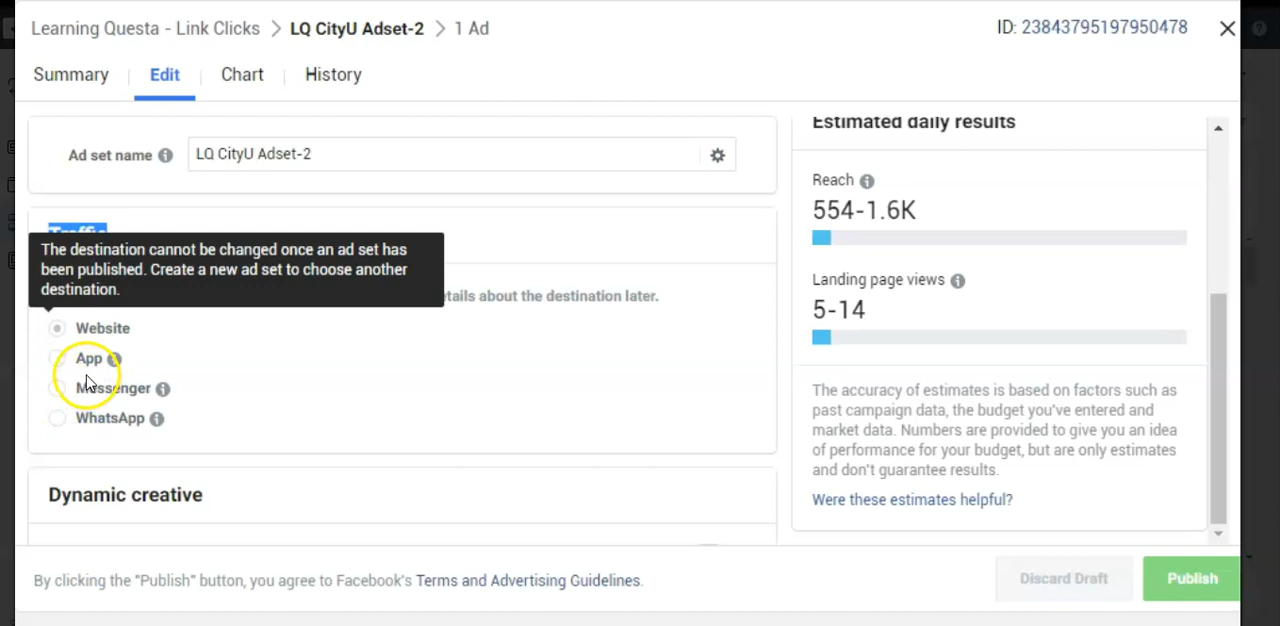 Learning Questa - Link Clicks > LQ CityU Adset-2 > 1 Ad
ID: 23843795197950478
Summary
Edit
Chart
History
Ad set name
LQ CityU Adset-2
Traffic
The destination cannot be changed once an ad set has
been published. Create a new ad set to choose another
destination.
etails about the destination later.
Website
App
Messenger
WhatsApp
Dynamic creative
Estimated daily results
Reach
554-1.6K
Landing page views
5-14
The accuracy of estimates is based on factors such as
past campaign data, the budget you've entered and
market data. Numbers are provided to give you an idea
of performance for your budget, but are only estimates
and don't guarantee results.
Were these estimates helpful?
By clicking the "Publish" button, you agree to Facebook's Terms and Advertising Guidelines.
Discard Draft
Publish